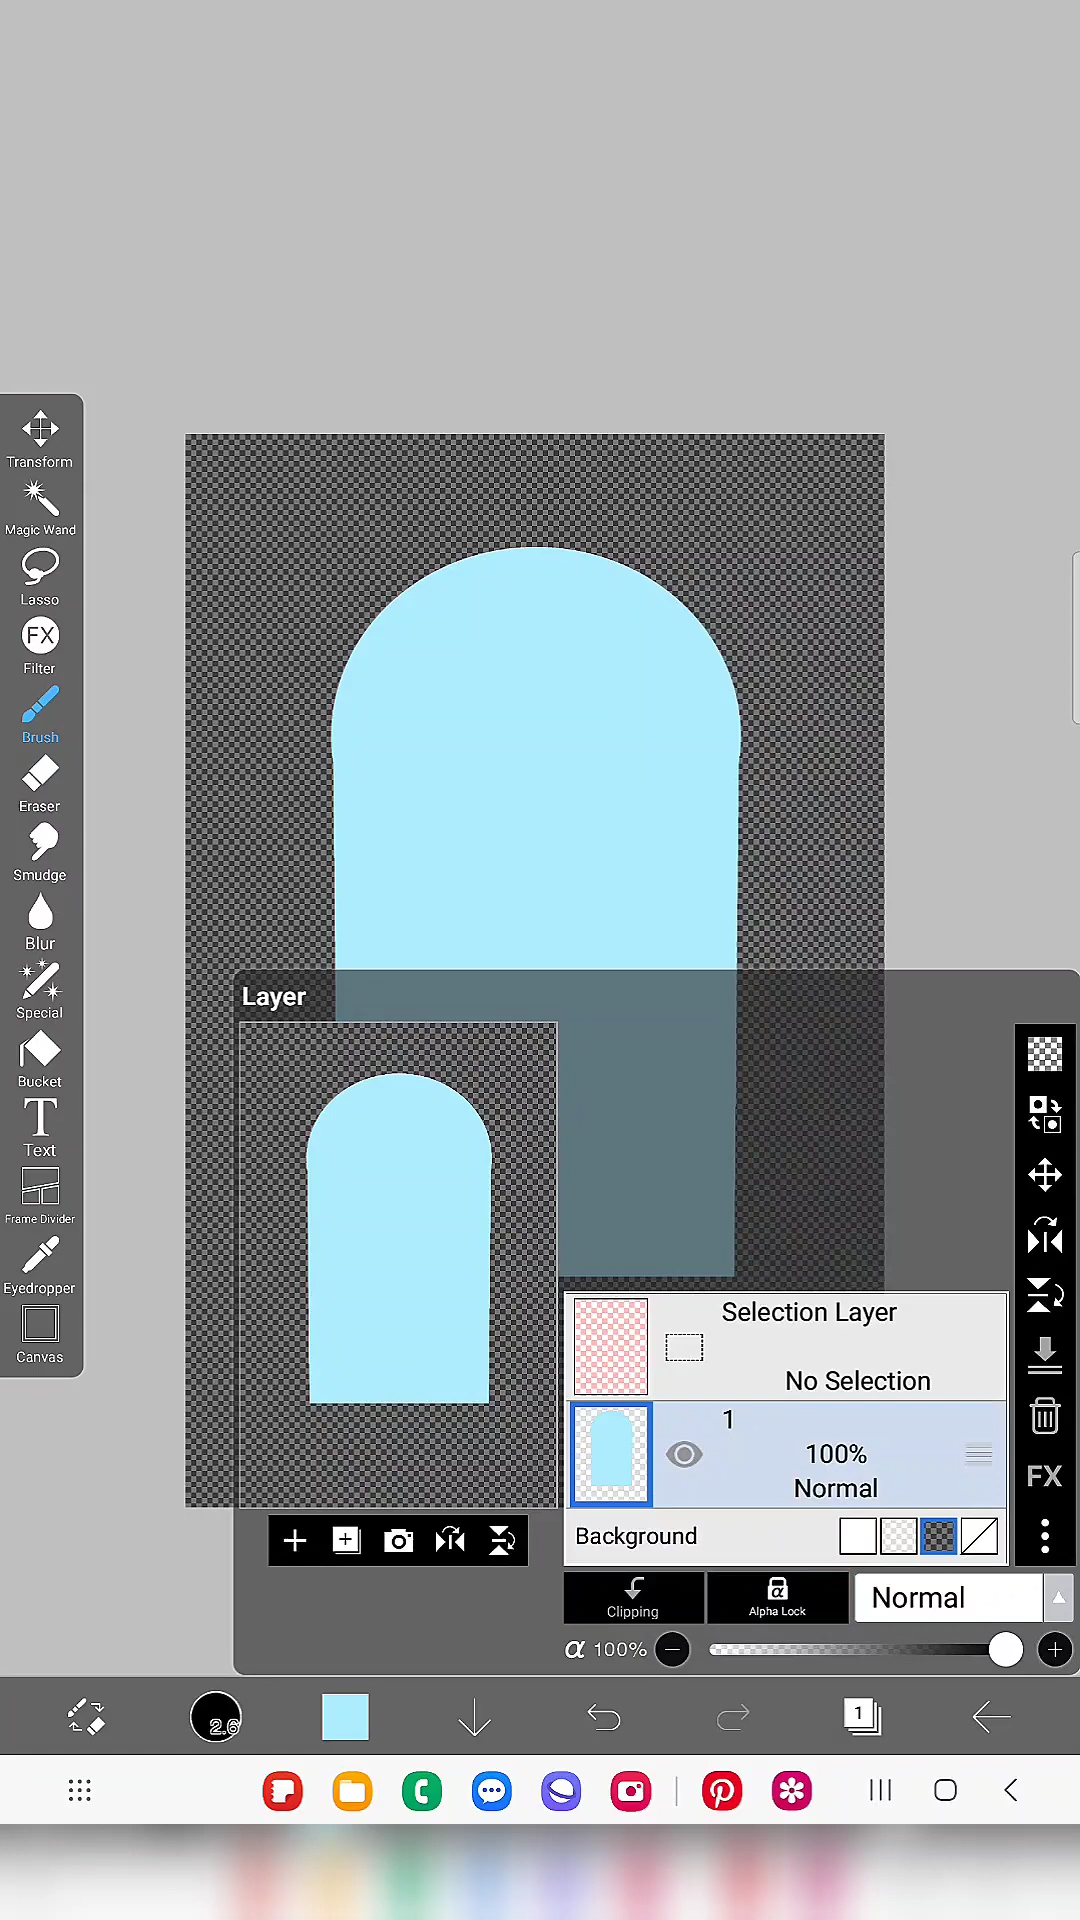 Transform
Magic Wand
Lasso
FX
Filter
Brush
Eraser
Smudge
Blur
Special
Bucket
T
Text
Frame Divider
Eyedropper
Canvas
Layer
Selection Layer
No Selection
1
100%
Normal
Background
FX
Clipping
α
Alpha Lock
Normal
α 100%
2.6
1